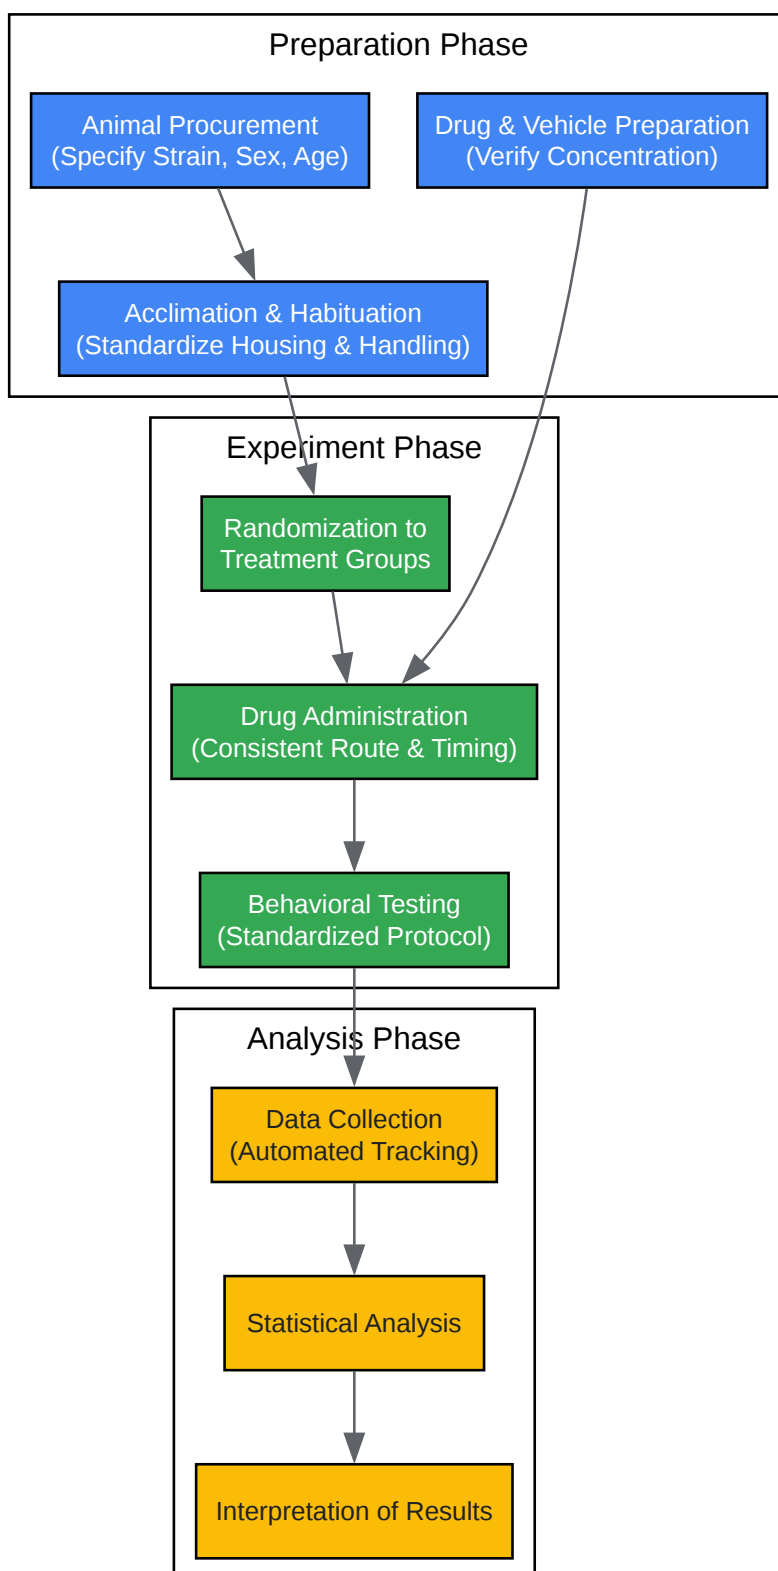 Preparation Phase
Animal Procurement
(Specify Strain, Sex, Age)
Drug & Vehicle Preparation
(Verify Concentration)
Acclimation & Habituation
(Standardize Housing & Handling)
Experiment Phase
Randomization to
Treatment Groups
Drug Administration
(Consistent Route & Timing)
Behavioral Testing
(Standardized Protocol)
Analysis Phase
Data Collection
(Automated Tracking)
Statistical Analysis
Interpretation of Results